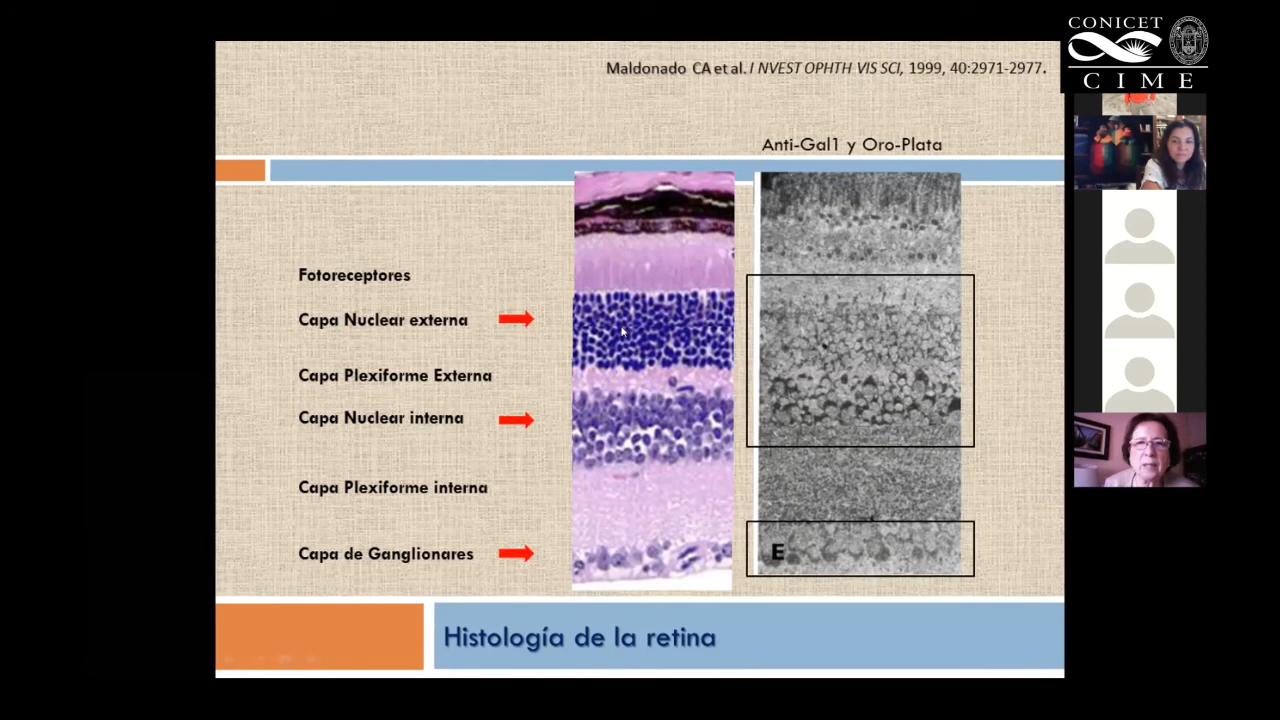 CONICET
CIME
Maldonado CA et al. I NVEST OPHTH VIS SCI, 1999, 40:2971-2977.
Anti-Gal1 y Oro-Plata
Fotoreceptores
Capa Nuclear externa
Capa Plexiforme Externa
Capa Nuclear interna
Capa Plexiforme interna
Capa de Ganglionares
E
Histología de la retina